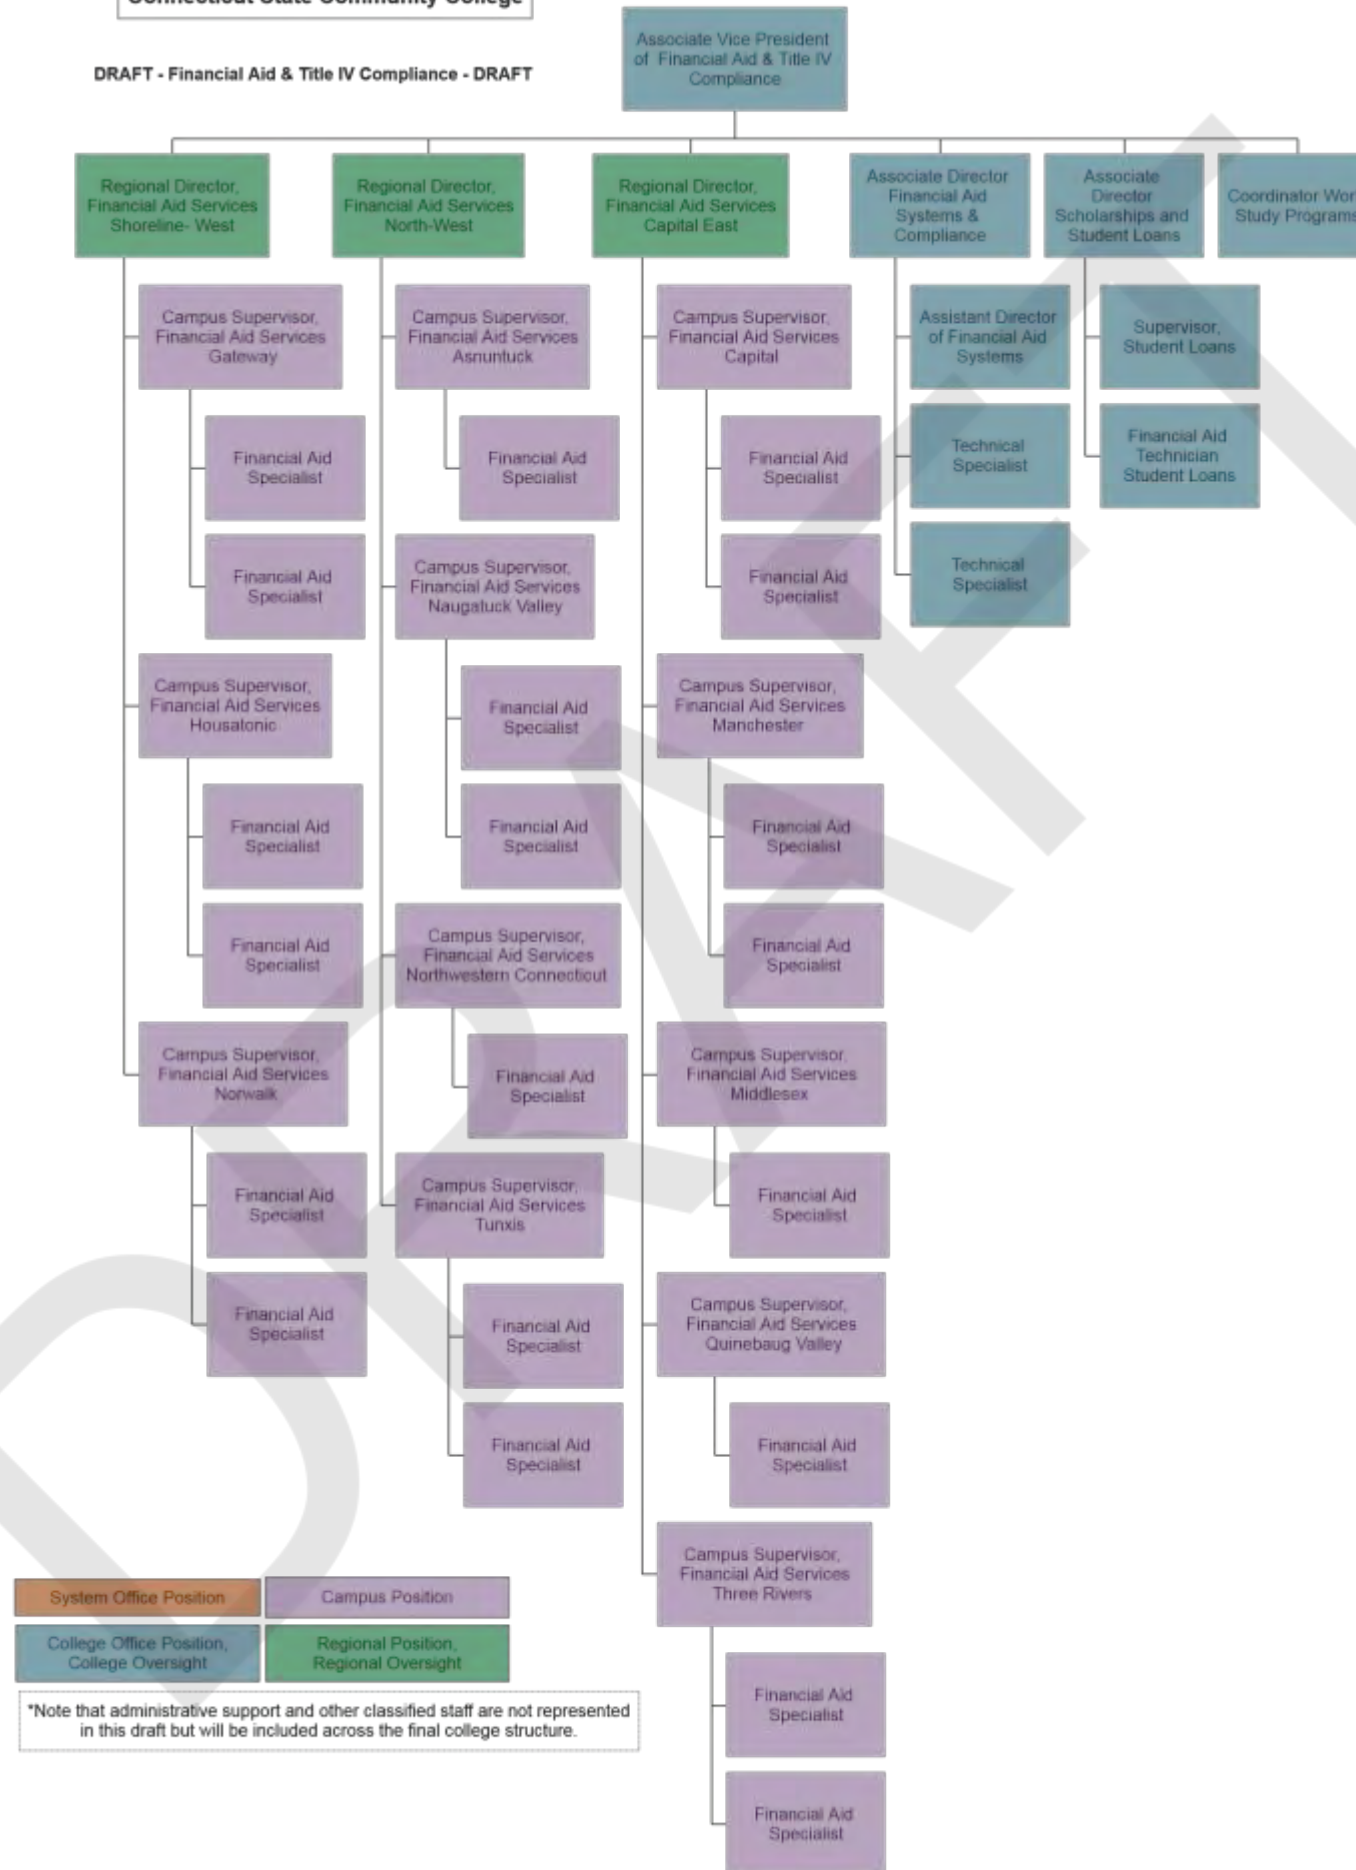 Connecticut State Community College
DRAFT - Financial Aid & Title IV Compliance - DRAFT
Associate Vice President
of Financial Aid & Title IV
Compliance
Regional Director,
Financial Aid Services
Shoreline- West
Regional Director,
Financial Aid Services
North-West
Regional Director,
Financial Aid Services
Capital East
Associate Director
Financial Aid
Systems &
Compliance
Associate
Director
Scholarships and
Student Loans
Coordinator Wor
Study Programs
Campus Supervisor,
Financial Aid Services
Gateway
Financial Aid
Specialist
Financial Aid
Specialist
Campus Supervisor,
Financial Aid Services
Housatonic
Financial Aid
Specialist
Financial Aid
Specialist
Campus Supervisor,
Financial Aid Services
Norwalk
Financial Aid
Specialist
Financial Aid
Specialist
Campus Supervisor,
Financial Aid Services
Asnuntuck
Financial Aid
Specialist
Campus Supervisor,
Financial Aid Services
Naugatuck Valley
Financial Aid
Specialist
Financial Aid
Specialist
Campus Supervisor,
Financial Aid Services
Northwestern Connecticut
Financial Aid
Specialist
Campus Supervisor,
Financial Aid Services
Tunxis
Financial Aid
Specialist
Financial Aid
Specialist
Campus Supervisor,
Financial Aid Services
Capital
Financial Aid
Specialist
Financial Aid
Specialist
Campus Supervisor,
Financial Aid Services
Manchester
Financial Aid
Specialist
Financial Aid
Specialist
Campus Supervisor,
Financial Aid Services
Middlesex
Financial Aid
Specialist
Campus Supervisor,
Financial Aid Services
Quinebaug Valley
Financial Aid
Specialist
Campus Supervisor,
Financial Aid Services
Three Rivers
Financial Aid
Specialist
Financial Aid
Specialist
Assistant Director
of Financial Aid
Systems
Technical
Specialist
Technical
Specialist
Supervisor,
Student Loans
Financial Aid
Technician
Student Loans
System Office Position
Campus Position
College Office Position,
College Oversight
Regional Position,
Regional Oversight
*Note that administrative support and other classified staff are not represented
in this draft but will be included across the final college structure.
DRAFT